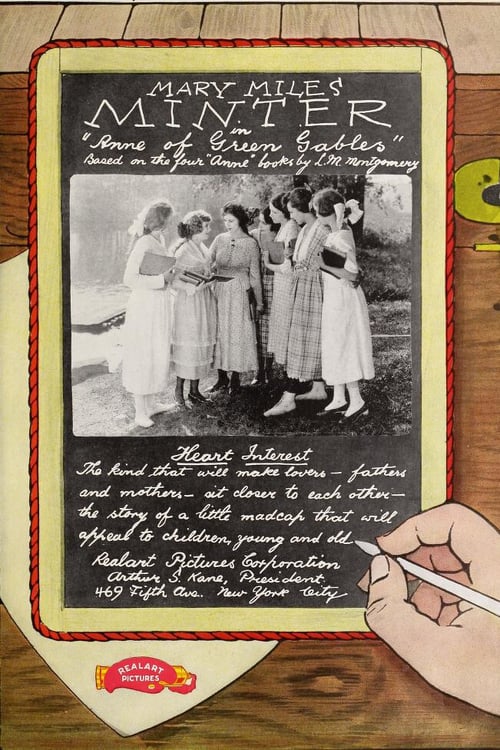 MARY MILES
MINTER
in
"Anne of Green Gables"
Based on the four "Anne" books by L.M. Montgomery
Heart Interest
The kind that will make lovers — fathers
and mothers — sit closer to each other —
the story of a little madcap that will
appeal to children, young and old.
Realart Pictures Corporation
Arthur S. Kane, President.
469 Fifth Ave. New York City
REALART
PICTURES